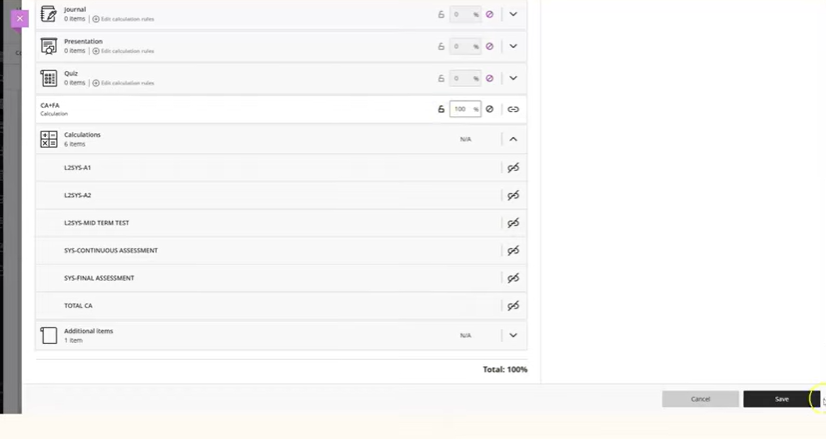 Journal
0 items | Edit calculation rules
0 %
Presentation
0 items | Edit calculation rules
0 %
Quiz
0 items | Edit calculation rules
0 %
CA+FA
Calculation
100 %
Calculations
6 items
N/A
L2SYS-A1
L2SYS-A2
L2SYS-MID TERM TEST
SYS-CONTINUOUS ASSESSMENT
SYS-FINAL ASSESSMENT
TOTAL CA
Additional items
1 item
N/A
Total: 100%
Cancel
Save